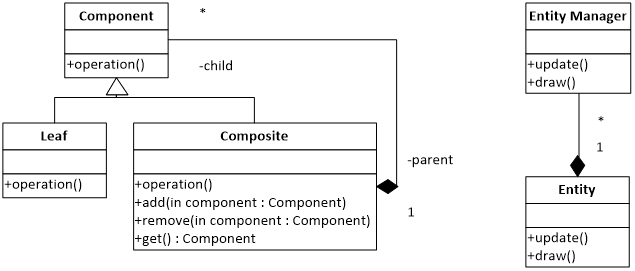 Component
+operation()
*
-child
Leaf
+operation()
Composite
+operation()
+add(in component : Component)
+remove(in component : Component)
+get() : Component
-parent
1
Entity Manager
+update()
+draw()
*
1
Entity
+update()
+draw()